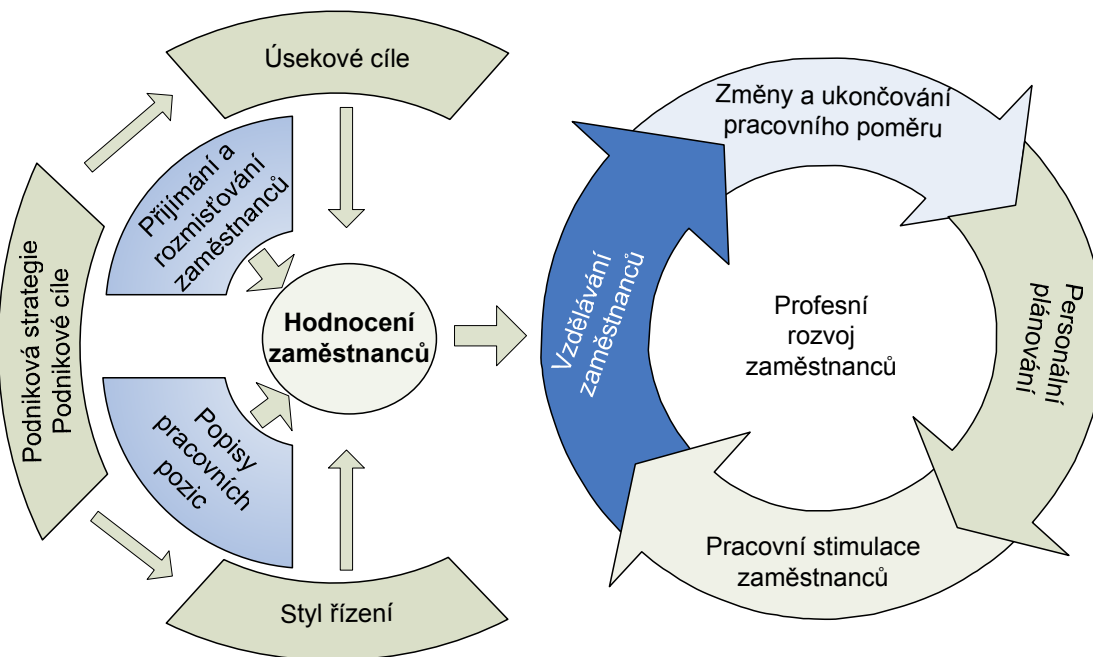 Úsekové cíle
Přijímání a
rozmisťování
zaměstnanců
Podniková strategie
Podnikové cíle
Hodnocení
zaměstnanců
Popisy
pracovních
pozic
Styl řízení
Změny a ukončování
pracovního poměru
Vzdělávání
zaměstnanců
Profesní
rozvoj
zaměstnanců
Personální
plánování
Pracovní stimulace
zaměstnanců